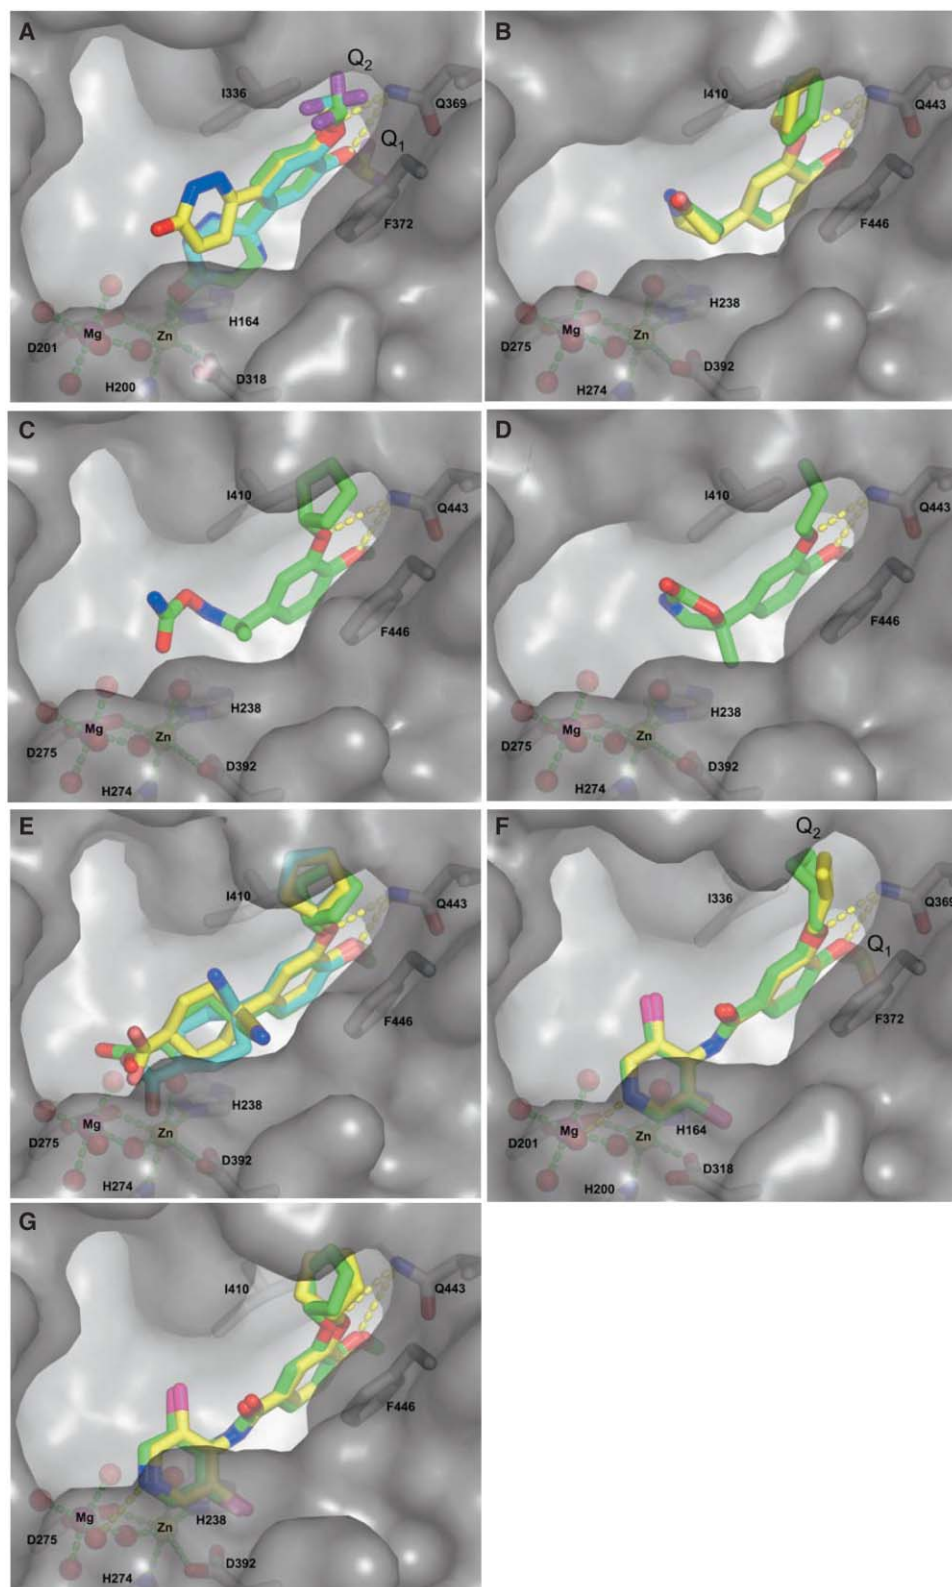 A
Q2
I336
Q369
Q1
F372
H164
Mg
Zn
D201
H200
D318
B
I410
Q443
F446
H238
Mg
Zn
D275
D392
H274
C
I410
Q443
F446
H238
Mg
Zn
D275
D392
H274
D
I410
Q443
F446
H238
Mg
Zn
D275
D392
H274
E
I410
Q443
F446
H238
Mg
Zn
D275
D392
H274
F
Q2
I336
Q369
Q1
F372
H164
Mg
Zn
D201
D318
H200
G
I410
Q443
F446
H238
Mg
Zn
D275
D392
H274